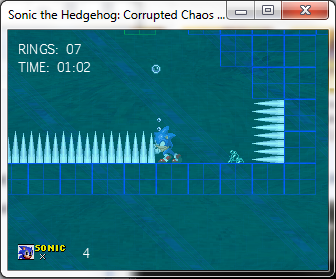 Sonic the Hedgehog: Corrupted Chaos ...
RINGS: 07
TIME: 01:02
SONIC
× 4